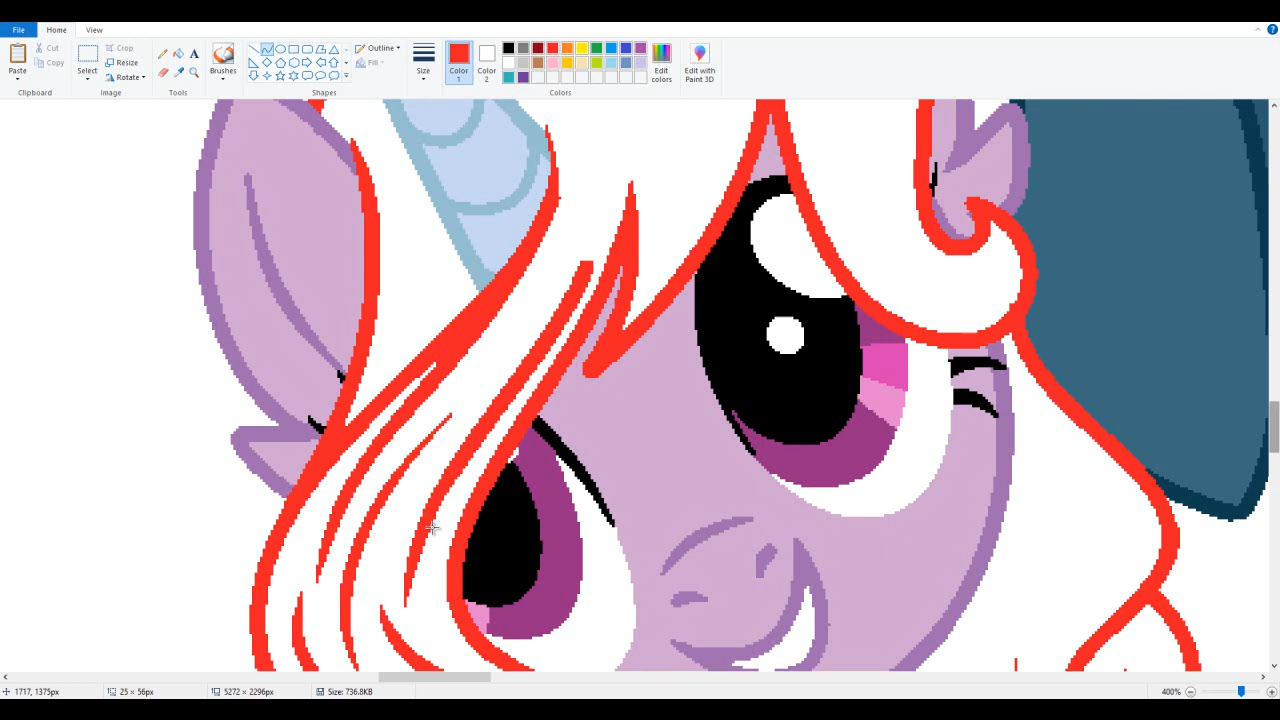 File Home View
Paste
Cut
Copy
Clipboard
Select
Crop
Resize
Rotate
Image
A
Tools
Brushes
Outline
Fill
Shapes
Size
Color
1
Color
2
Colors
Edit
colors
Edit with
Paint 3D
1717, 1375px 25 × 56px 5272 × 2296px Size: 736.8KB 400%